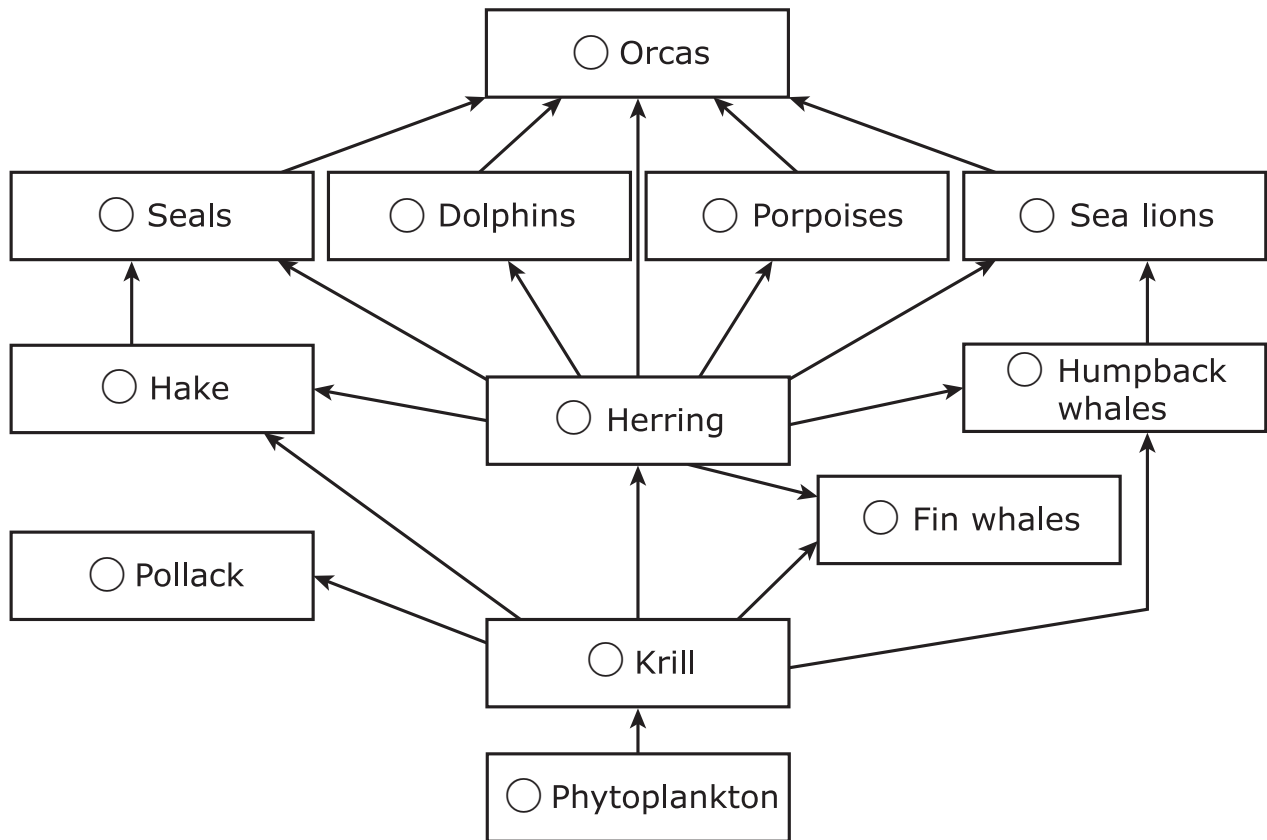 Orcas
Seals
Dolphins
Porpoises
Sea lions
Hake
Herring
Humpback
whales
Fin whales
Pollack
Krill
Phytoplankton